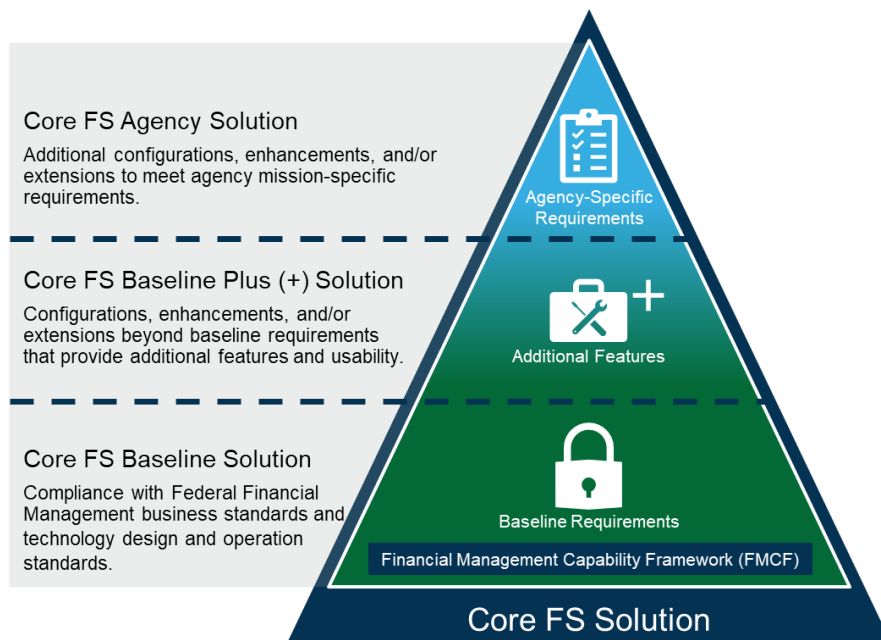 Core FS Agency Solution
Additional configurations, enhancements, and/or
extensions to meet agency mission-specific
requirements.
Agency-Specific
Requirements
Core FS Baseline Plus (+) Solution
Configurations, enhancements, and/or
extensions beyond baseline requirements
that provide additional features and usability.
Additional Features
Core FS Baseline Solution
Compliance with Federal Financial
Management business standards and
technology design and operation
standards.
Baseline Requirements
Financial Management Capability Framework (FMCF)
Core FS Solution